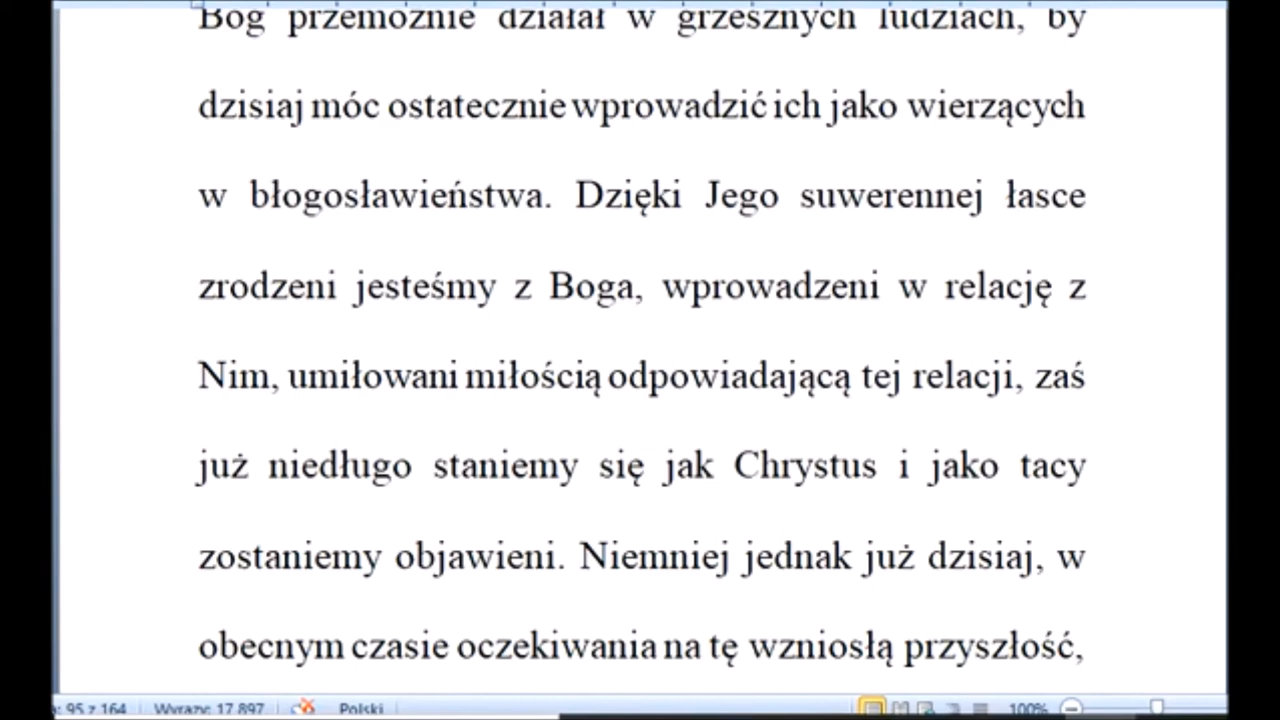 Bóg przemożnie działał w grzesznych ludziach, by
dzisiaj móc ostatecznie wprowadzić ich jako wierzących
w błogosławieństwa. Dzięki Jego suwerennej łasce
zrodzeni jesteśmy z Boga, wprowadzeni w relację z
Nim, umiłowani miłością odpowiadającą tej relacji, zaś
już niedługo staniemy się jak Chrystus i jako tacy
zostaniemy objawieni. Niemniej jednak już dzisiaj, w
obecnym czasie oczekiwania na tę wzniosłą przyszłość,
: 95 z 164 Wyrazy: 17 897 Polski 100%